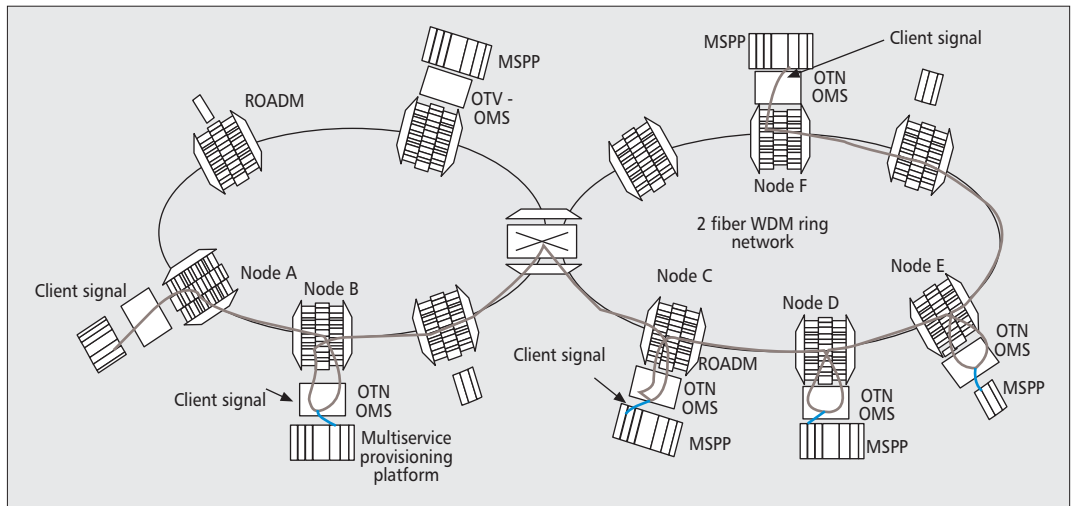 MSPP
OTV -
OMS
ROADM
MSPP
Client signal
OTN
OMS
Node F
2 fiber WDM ring
network
Node A
Client signal
Node B
Client signal
OTN
OMS
Multiservice
provisioning
platform
Node C
ROADM
Client signal
OTN
OMS
MSPP
Node D
OTN
OMS
MSPP
Node E
OTN
OMS
MSPP